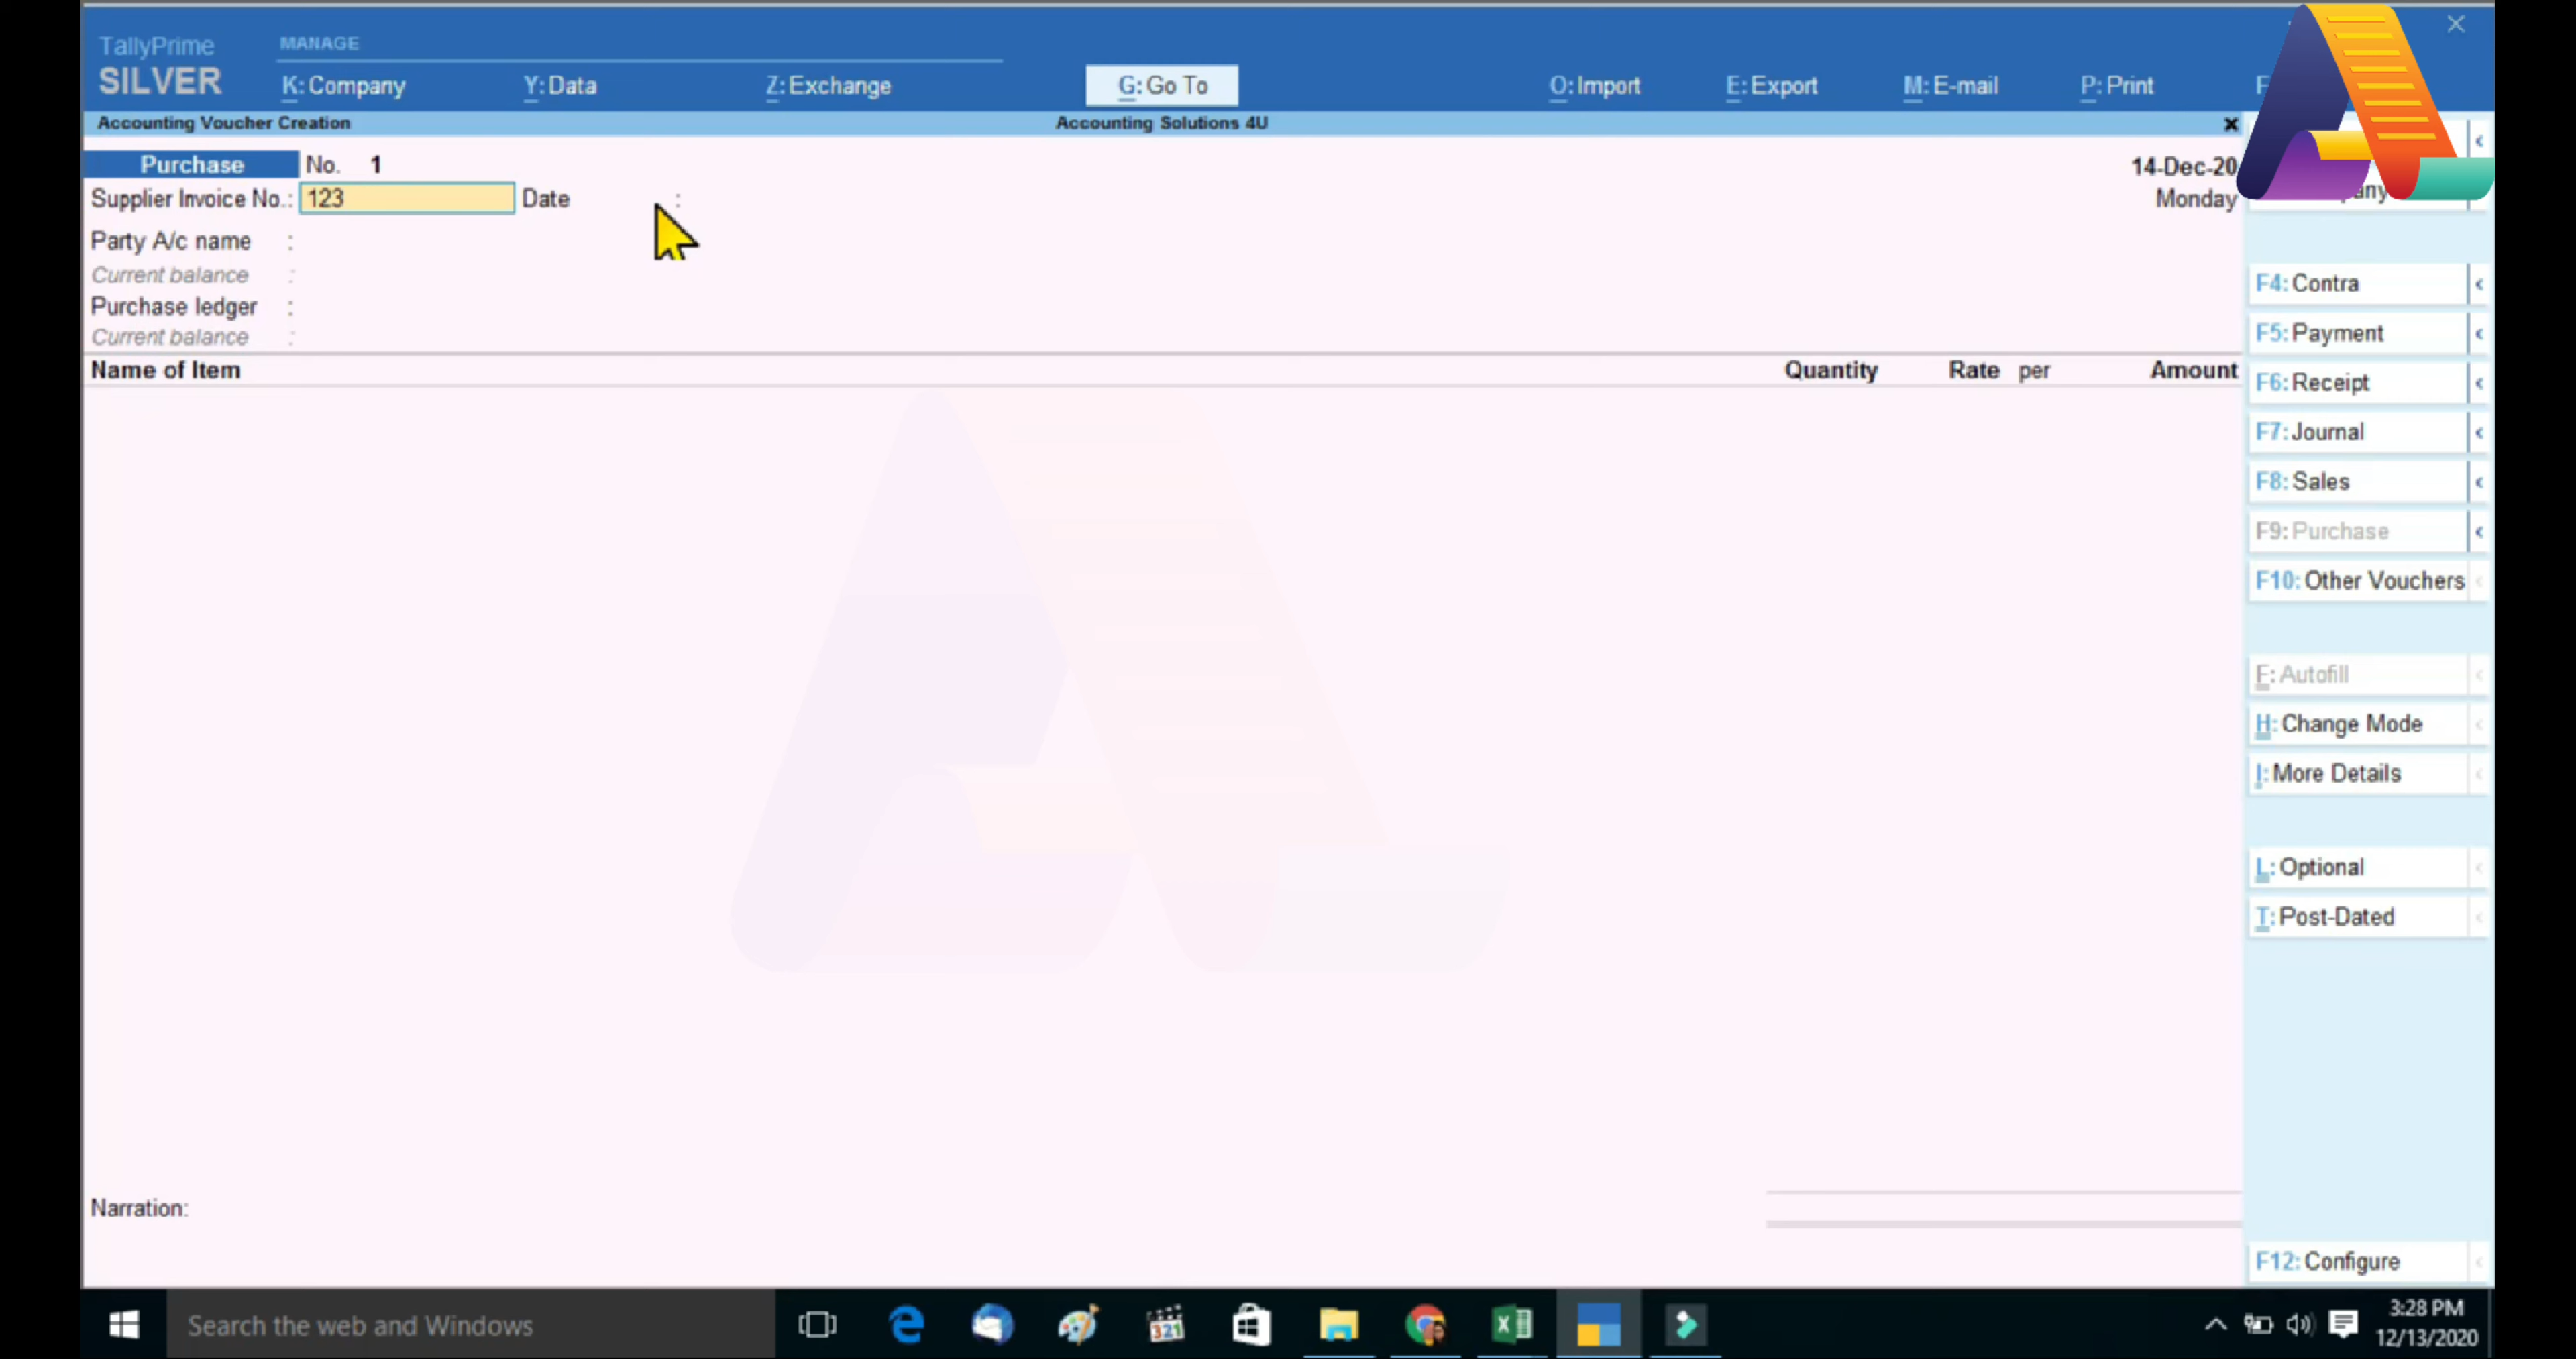 TallyPrime
MANAGE
SILVER
K: Company
Y: Data
Z: Exchange
G: Go To
O: Import
E: Export
M: E-mail
P: Print
Accounting Voucher Creation
Accounting Solutions 4U
Purchase No. 1
14-Dec-20
Supplier Invoice No.: 123 Date :
Monday
Party A/c name :
Current balance :
Purchase ledger :
Current balance :
Name of Item Quantity Rate per Amount
F4: Contra
F5: Payment
F6: Receipt
F7: Journal
F8: Sales
F9: Purchase
F10: Other Vouchers
F: Autofill
H: Change Mode
I: More Details
L: Optional
T: Post-Dated
Narration:
F12: Configure
Search the web and Windows
321
3:28 PM
12/13/2020